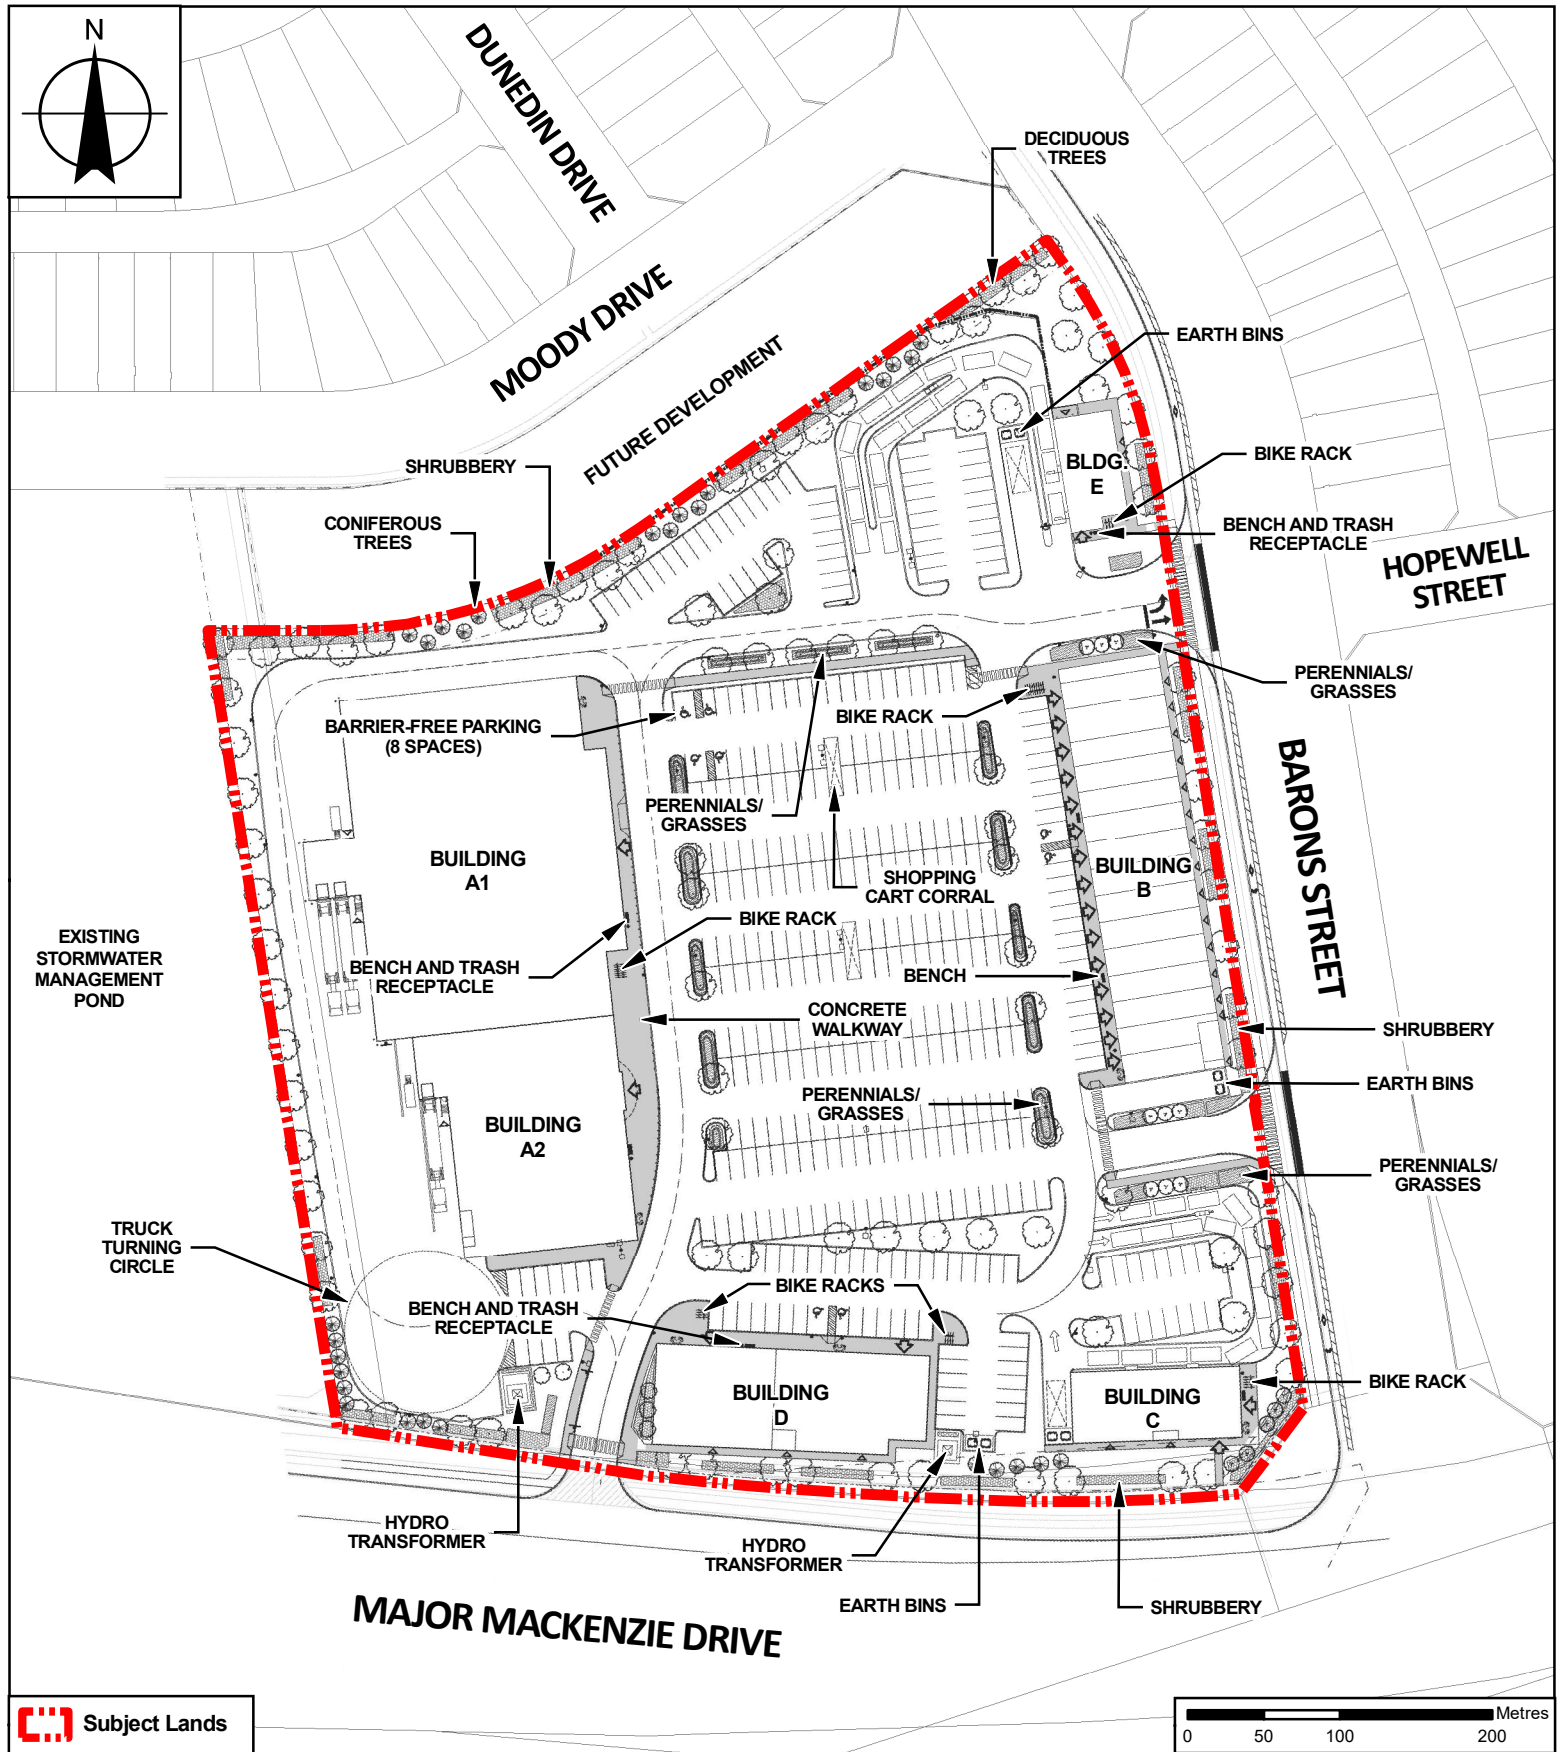 N
DUNEDIN DRIVE
DECIDUOUS
TREES
MOODY DRIVE
EARTH BINS
FUTURE DEVELOPMENT
SHRUBBERY
BLDG.
E
BIKE RACK
CONIFEROUS
TREES
BENCH AND TRASH
RECEPTACLE
HOPEWELL
STREET
PERENNIALS/
GRASSES
BARRIER-FREE PARKING
(8 SPACES)
BIKE RACK
BARONS STREET
PERENNIALS/
GRASSES
BUILDING
A1
SHOPPING
CART CORRAL
BUILDING
B
BIKE RACK
EXISTING
STORMWATER
MANAGEMENT
POND
BENCH AND TRASH
RECEPTACLE
BENCH
CONCRETE
WALKWAY
SHRUBBERY
EARTH BINS
PERENNIALS/
GRASSES
BUILDING
A2
PERENNIALS/
GRASSES
TRUCK
TURNING
CIRCLE
BIKE RACKS
BENCH AND TRASH
RECEPTACLE
BUILDING
D
BUILDING
C
BIKE RACK
HYDRO
TRANSFORMER
HYDRO
TRANSFORMER
EARTH BINS
SHRUBBERY
MAJOR MACKENZIE DRIVE
Subject Lands
Metres
0 50 100 200